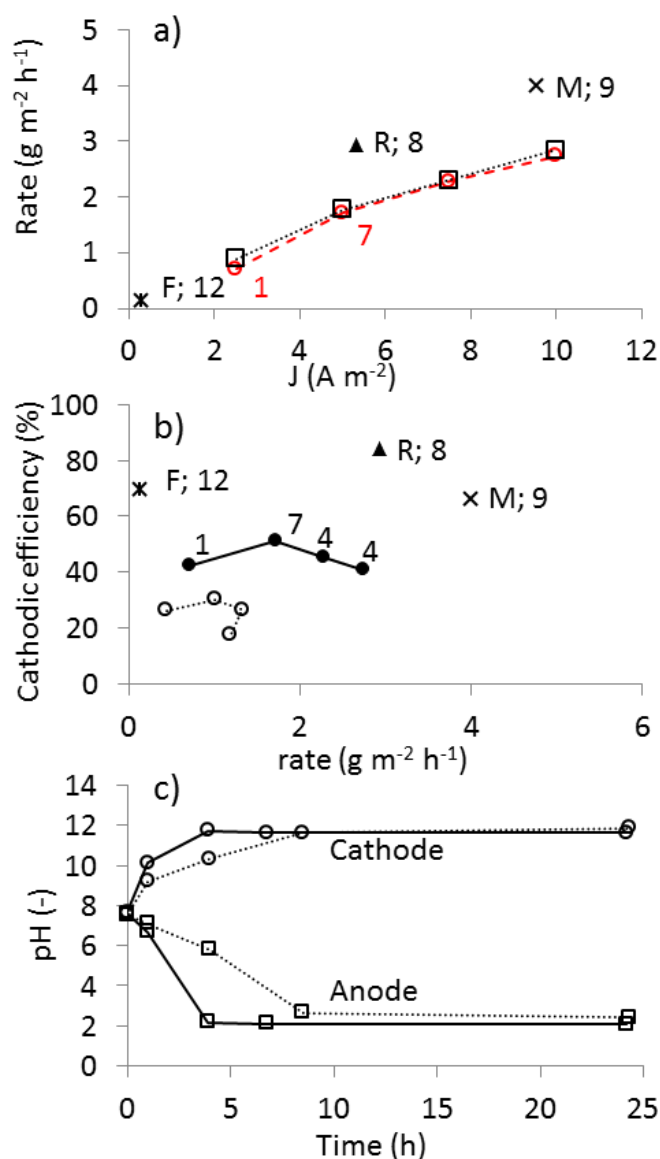 a)
Rate (g m⁻² h⁻¹)
5
4
3
2
1
0
M; 9
R; 8
7
F; 12
1
0 2 4 6 8 10 12
J (A m⁻²)
b)
Cathodic efficiency (%)
100
80
60
40
20
0
R; 8
F; 12
M; 9
1 7 4 4
0 2 4 6
rate (g m⁻² h⁻¹)
c)
pH (-)
14
12
10
8
6
4
2
0
Cathode
Anode
0 5 10 15 20 25
Time (h)